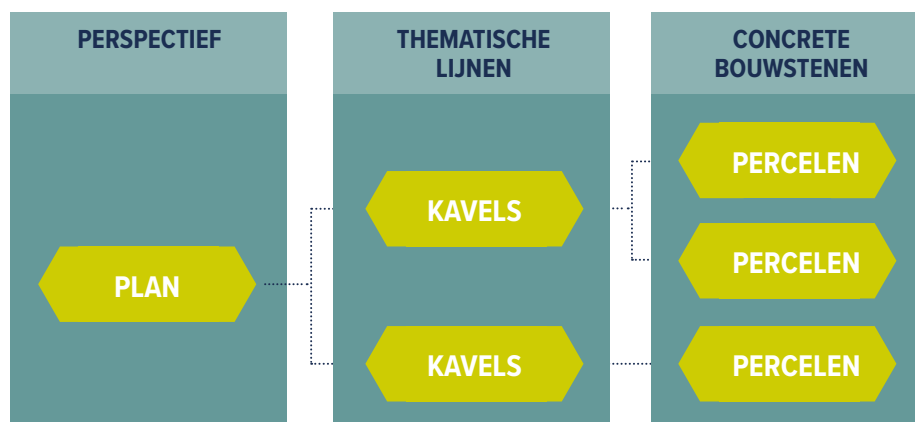 PERSPECTIEF
PLAN
THEMATISCHE
LIJNEN
KAVELS
KAVELS
CONCRETE
BOUWSTENEN
PERCELEN
PERCELEN
PERCELEN